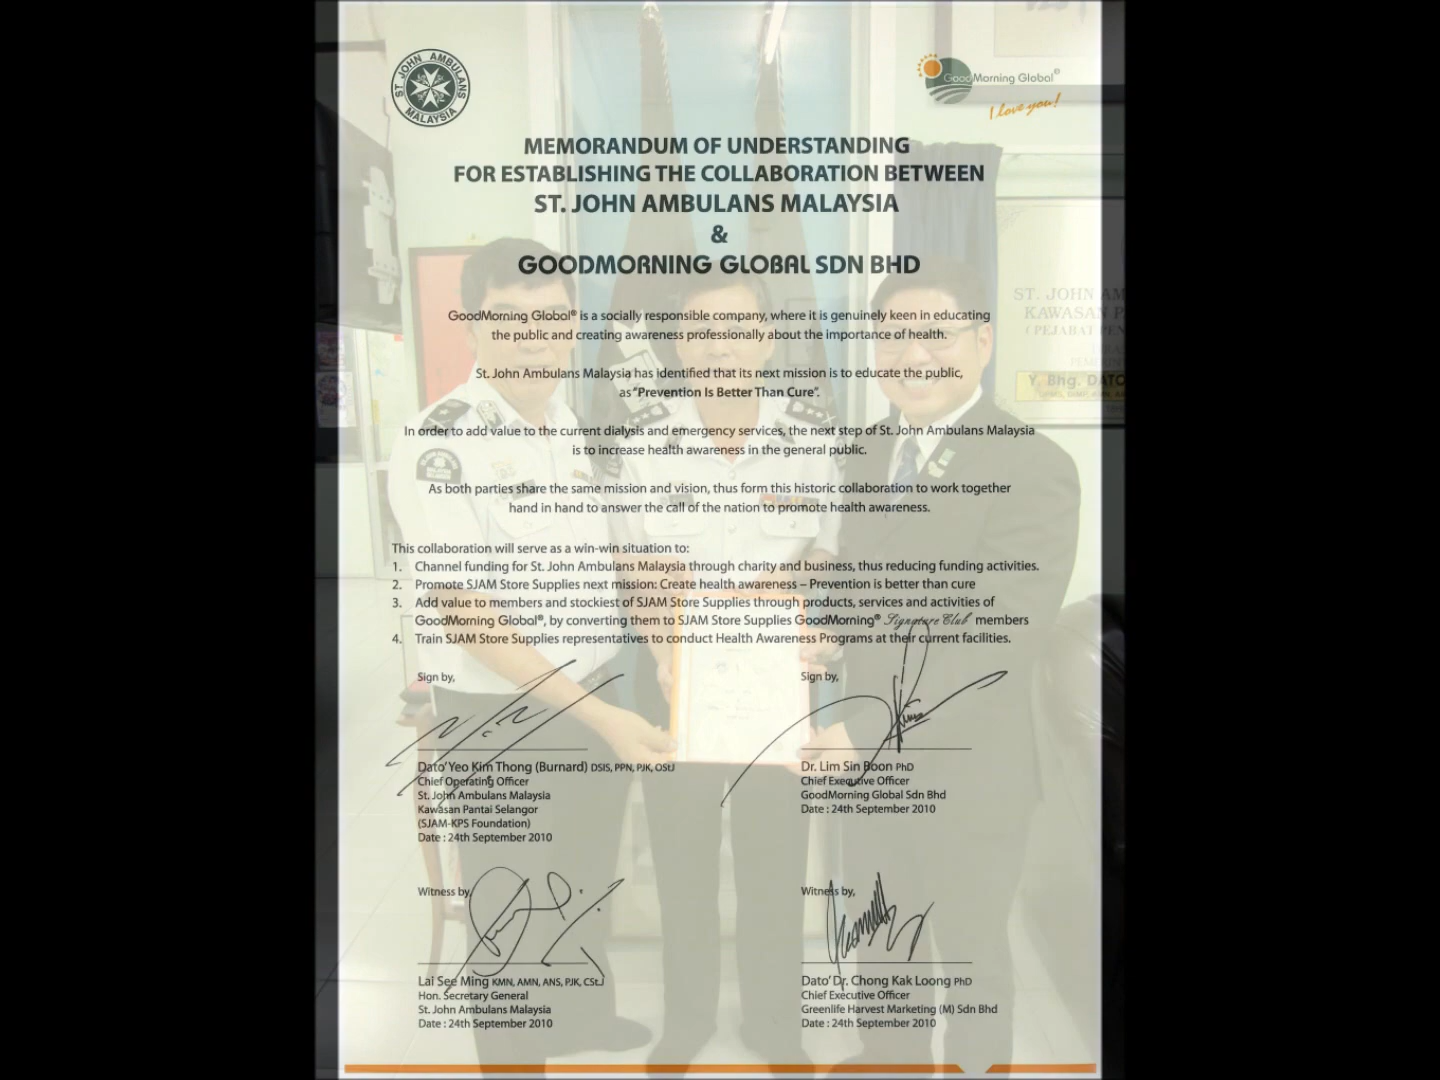 ST JOHN AMBULANS
MALAYSIA
GoodMorning Global®
I love you!
MEMORANDUM OF UNDERSTANDING
FOR ESTABLISHING THE COLLABORATION BETWEEN
ST. JOHN AMBULANS MALAYSIA
&
GOODMORNING GLOBAL SDN BHD
GoodMorning Global® is a socially responsible company, where it is genuinely keen in educating
the public and creating awareness professionally about the importance of health.
St. John Ambulans Malaysia has identified that its next mission is to educate the public,
as “Prevention Is Better Than Cure”.
In order to add value to the current dialysis and emergency services, the next step of St. John Ambulans Malaysia
is to increase health awareness in the general public.
As both parties share the same mission and vision, thus form this historic collaboration to work together
hand in hand to answer the call of the nation to promote health awareness.
This collaboration will serve as a win-win situation to:
1. Channel funding for St. John Ambulans Malaysia through charity and business, thus reducing funding activities.
2. Promote SJAM Store Supplies next mission: Create health awareness – Prevention is better than cure
3. Add value to members and stockiest of SJAM Store Supplies through products, services and activities of
GoodMorning Global®, by converting them to SJAM Store Supplies GoodMorning® Signature Club members
4. Train SJAM Store Supplies representatives to conduct Health Awareness Programs at their current facilities.
Sign by,
Dato' Yeo Kim Thong (Burnard) DSIS, PPN, PJK, OStJ
Chief Operating Officer
St. John Ambulans Malaysia
Kawasan Pantai Selangor
(SJAM-KPS Foundation)
Date : 24th September 2010
Sign by,
Dr. Lim Sin Boon PhD
Chief Executive Officer
GoodMorning Global Sdn Bhd
Date : 24th September 2010
Witness by,
Lai See Ming KMN, AMN, ANS, PJK, CStJ
Hon. Secretary General
St. John Ambulans Malaysia
Date : 24th September 2010
Witness by,
Dato' Dr. Chong Kak Loong PhD
Chief Executive Officer
Greenlife Harvest Marketing (M) Sdn Bhd
Date : 24th September 2010
ST. JOHN AM
KAWASAN P
(PEJABAT PEN
Y. Bhg. DATO